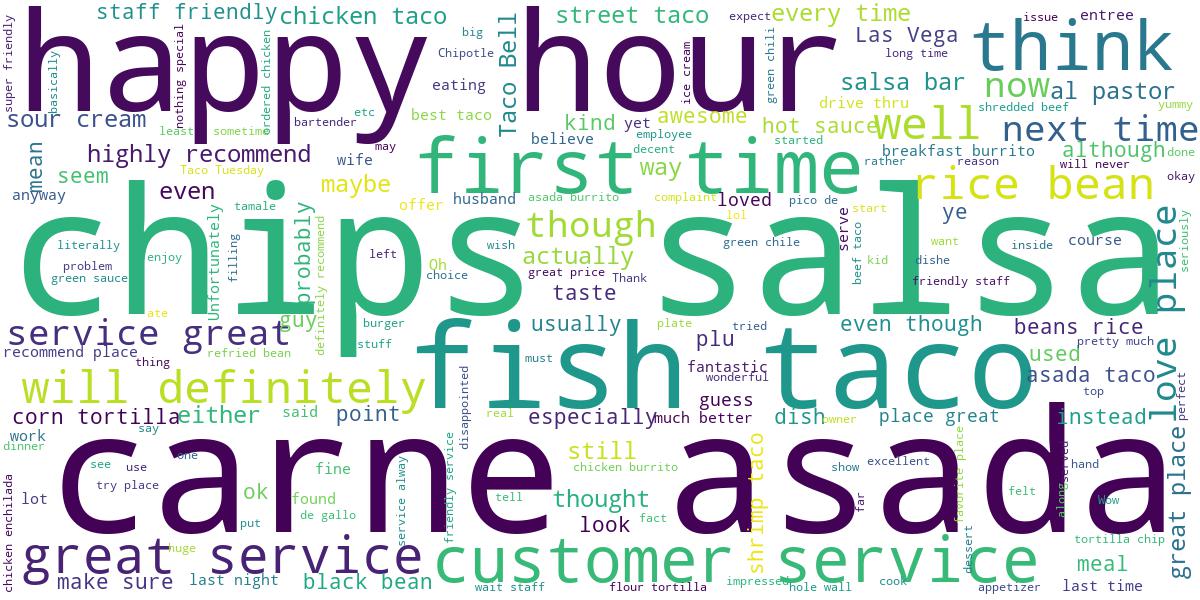 super friendly
staff friendly
chicken taco
street taco
expect
every time
issue
entree
happy hour
think
basically
nothing special
ordered chicken
big
Chipotle
eating
Taco Bell
ice cream
green chili
Las Vega
long time
salsa bar
now
al pastor
sour cream
least
sometime
bartender
etc
best taco
kind
yet
awesome
drive thru
hot sauce
well
shredded beef
yummy
next time
mean
highly recommend
may
wife
believe
employee
decent
started
breakfast burrito
although
done
first time
way
rather
reason
will never
okay
seem
Taco Tuesday
anyway
even
maybe
offer
husband
asada burrito
complaint
loved
pico de
rice bean
tamale
lol
start
serve
ye
chips salsa
literally
problem
green sauce
enjoy
Unfortunately
filling
probably
definitely recommend
left
Oh
choice
wish
though
actually
great price
Thank
taste
green chile
beef taco
kid
want
dishe
friendly staff
inside
course
love place
seriously
ate
service great
guy
burger
stuff
usually
plate
tried
plu
even though
beans rice
pretty much
recommend place
thing
refried bean
fish taco
must
fantastic
wonderful
used
asada taco
top
perfect
will definitely
disappointed
guess
corn tortilla
either
said
point
real
especially
much better
dish
owner
place great
instead
work
dinner
say
one
carne asada
see
use
try place
fine
still
chicken burrito
show
excellent
hand
served
along
lot
ok
found
de gallo
put
service alway
friendly service
tell
thought
look
fact
shrimp taco
far
favorite place
felt
Wow
great place
chicken enchilada
great service
huge
customer service
dessert
tortilla chip
meal
make sure
last night
black bean
wait staff
flour tortilla
impressed
hole wall
cook
appetizer
last time